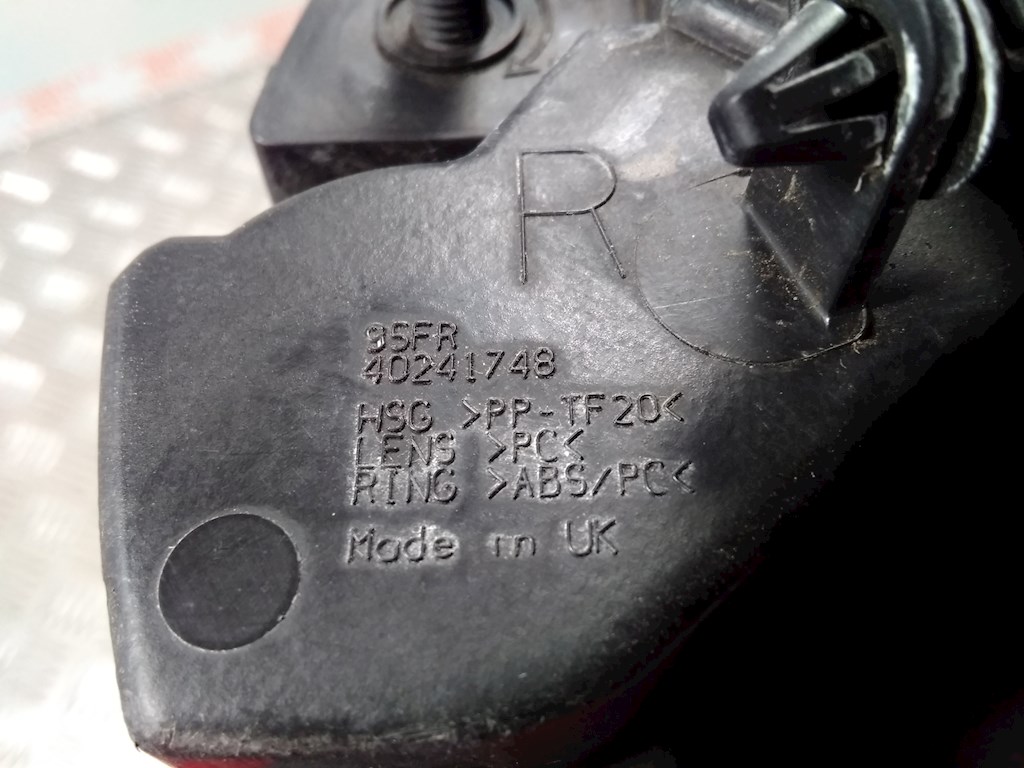 R
95FR
40241748
HSG >PP-TF20<
LENS >PC<
RING >ABS/PC<
Made in UK